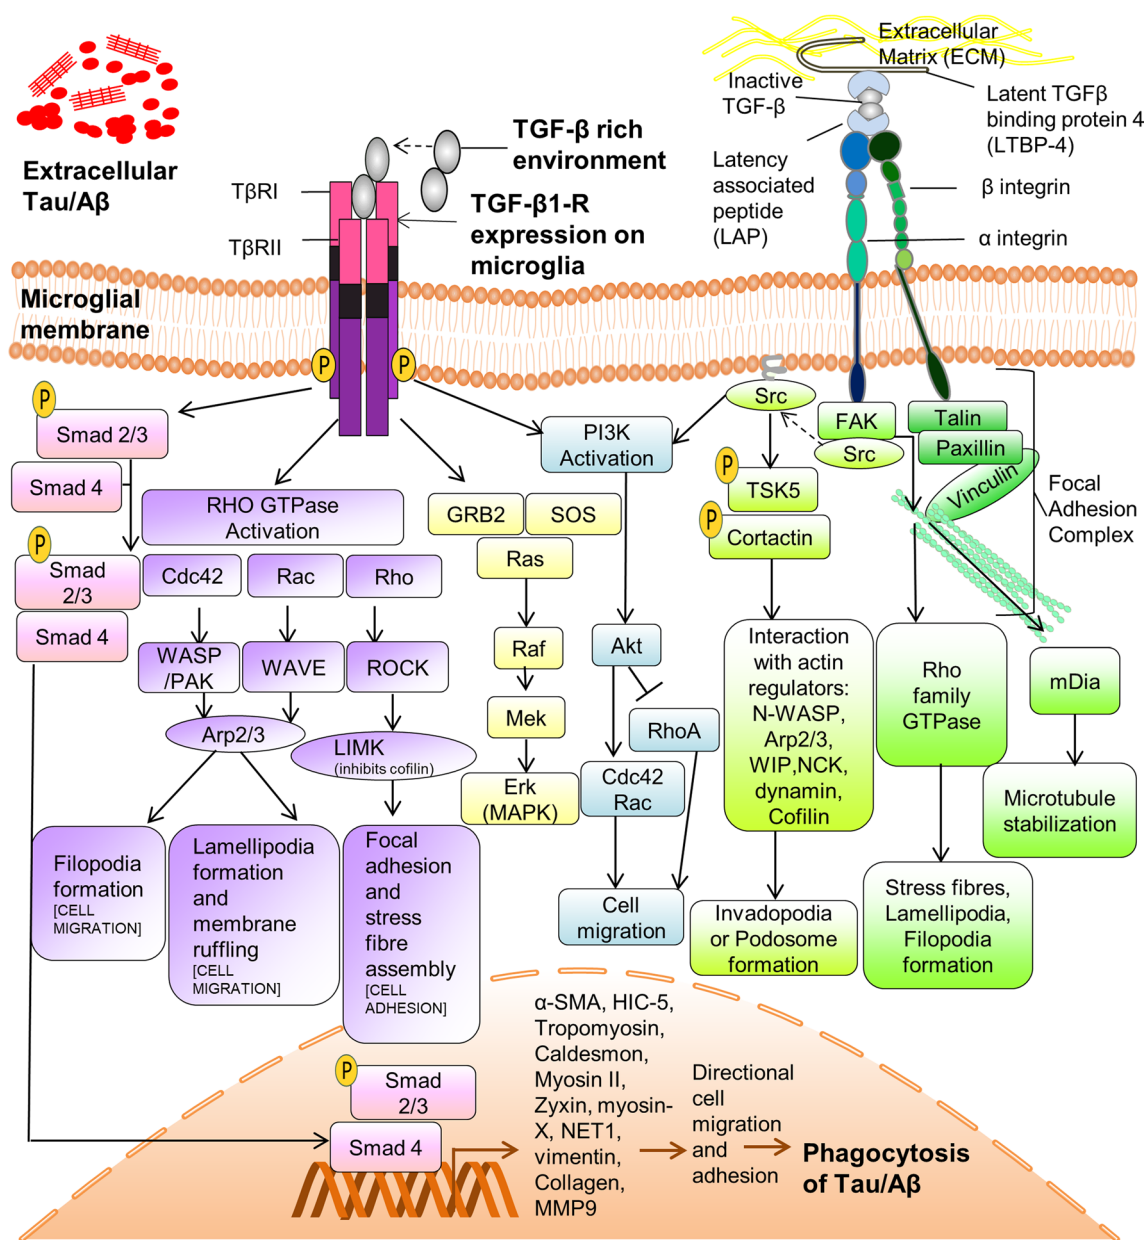 Extracellular
Matrix (ECM)
Inactive
TGF-β
Latent TGFβ
binding protein 4
(LTBP-4)
TGF-β rich
environment
Extracellular
Tau/Aβ
Latency
associated
peptide
(LAP)
TβRI
β integrin
TGF-β1-R
expression on
microglia
TβRII
α integrin
Microglial
membrane
P
P
P
Smad 2/3
Smad 4
P
Smad
2/3
Smad 4
RHO GTPase
Activation
Cdc42
Rac
Rho
WASP
/PAK
WAVE
ROCK
Arp2/3
LIMK
(inhibits cofilin)
Filopodia
formation
[CELL
MIGRATION]
Lamellipodia
formation
and
membrane
ruffling
[CELL
MIGRATION]
Focal
adhesion
and
stress
fibre
assembly
[CELL
ADHESION]
GRB2
SOS
Ras
Raf
Mek
Erk
(MAPK)
PI3K
Activation
Akt
RhoA
Cdc42
Rac
Cell
migration
Src
P
TSK5
P
Cortactin
Interaction
with actin
regulators:
N-WASP,
Arp2/3,
WIP,NCK,
dynamin,
Cofilin
Invadopodia
or Podosome
formation
FAK
Src
Talin
Paxillin
Vinculin
Focal
Adhesion
Complex
Rho
family
GTPase
Stress fibres,
Lamellipodia,
Filopodia
formation
mDia
Microtubule
stabilization
P
Smad
2/3
Smad 4
α-SMA, HIC-5,
Tropomyosin,
Caldesmon,
Myosin II,
Zyxin, myosin-
X, NET1,
vimentin,
Collagen,
MMP9
Directional
cell
migration
and
adhesion
Phagocytosis
of Tau/Aβ